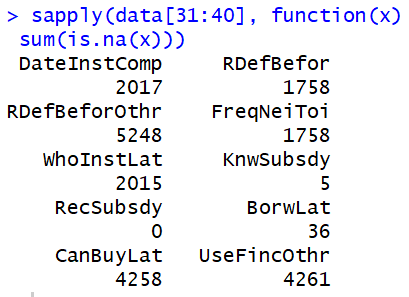 > sapply(data[31:40], function(x)
sum(is.na(x)))
DateInstComp RDefBefor
2017 1758
RDefBeforOthr FreqNeiToi
5248 1758
WhoInstLat KnwSubsdy
2015 5
RecSubsdy BorwLat
0 36
CanBuyLat UseFincOthr
4258 4261